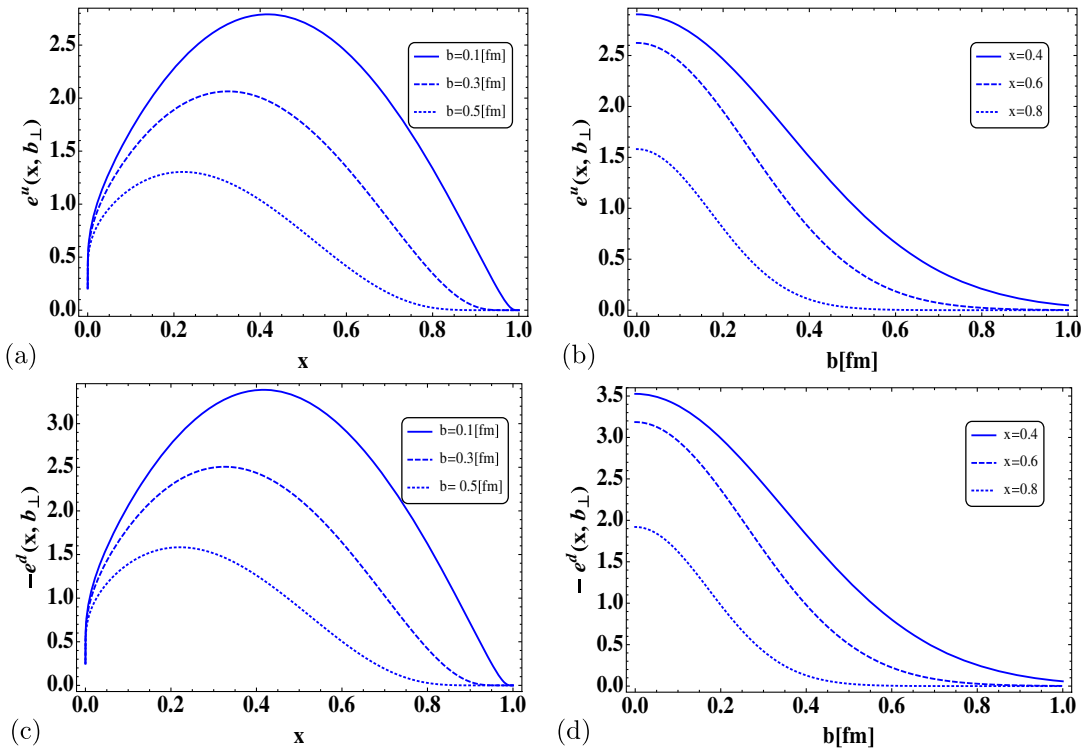 e^u(x, b_⊥)
2.5
2.0
1.5
1.0
0.5
0.0
b=0.1[fm]
b=0.3[fm]
b=0.5[fm]
0.0 0.2 0.4 0.6 0.8 1.0
x
(a)
e^u(x, b_⊥)
2.5
2.0
1.5
1.0
0.5
0.0
x=0.4
x=0.6
x=0.8
0.0 0.2 0.4 0.6 0.8 1.0
b[fm]
(b)
−e^d(x, b_⊥)
3.0
2.5
2.0
1.5
1.0
0.5
0.0
b=0.1[fm]
b=0.3[fm]
b= 0.5[fm]
0.0 0.2 0.4 0.6 0.8 1.0
x
(c)
− e^d(x, b_⊥)
3.5
3.0
2.5
2.0
1.5
1.0
0.5
0.0
x=0.4
x=0.6
x=0.8
0.0 0.2 0.4 0.6 0.8 1.0
b[fm]
(d)